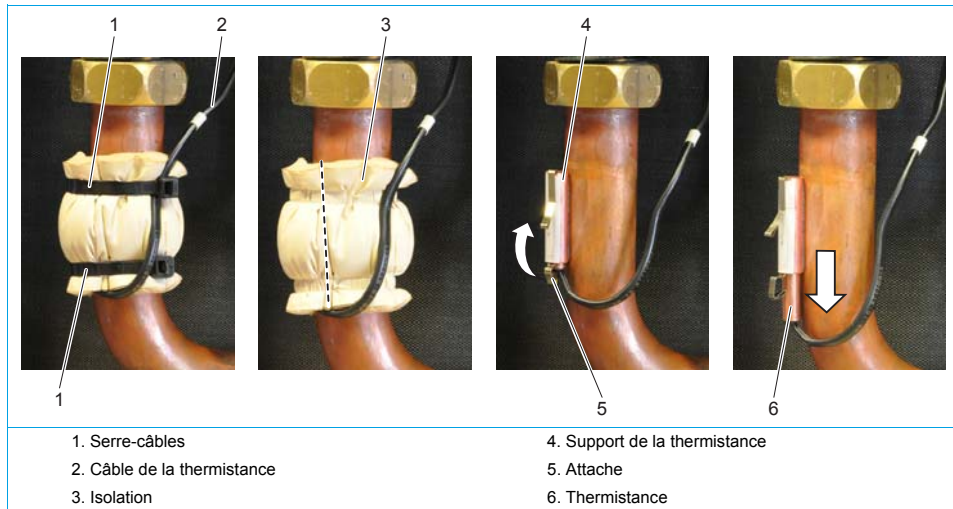 1 2 3 4
1 5 6
1. Serre-câbles
2. Câble de la thermistance
3. Isolation
4. Support de la thermistance
5. Attache
6. Thermistance